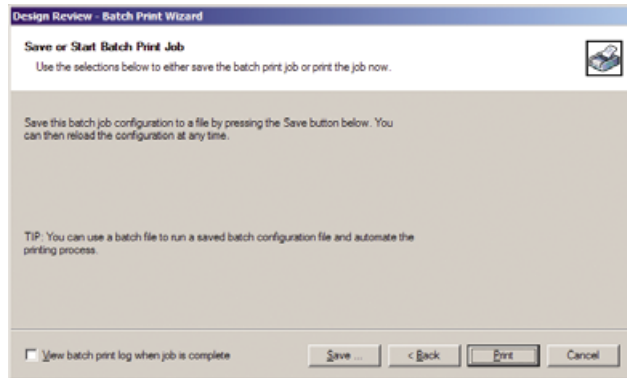 Design Review - Batch Print Wizard
Save or Start Batch Print Job
Use the selections below to either save the batch print job or print the job now.
Save this batch job configuration to a file by pressing the Save button below. You
can then reload the configuration at any time.
TIP: You can use a batch file to run a saved batch configuration file and automate the
printing process.
View batch print log when job is complete
Save ...
< Back
Print
Cancel